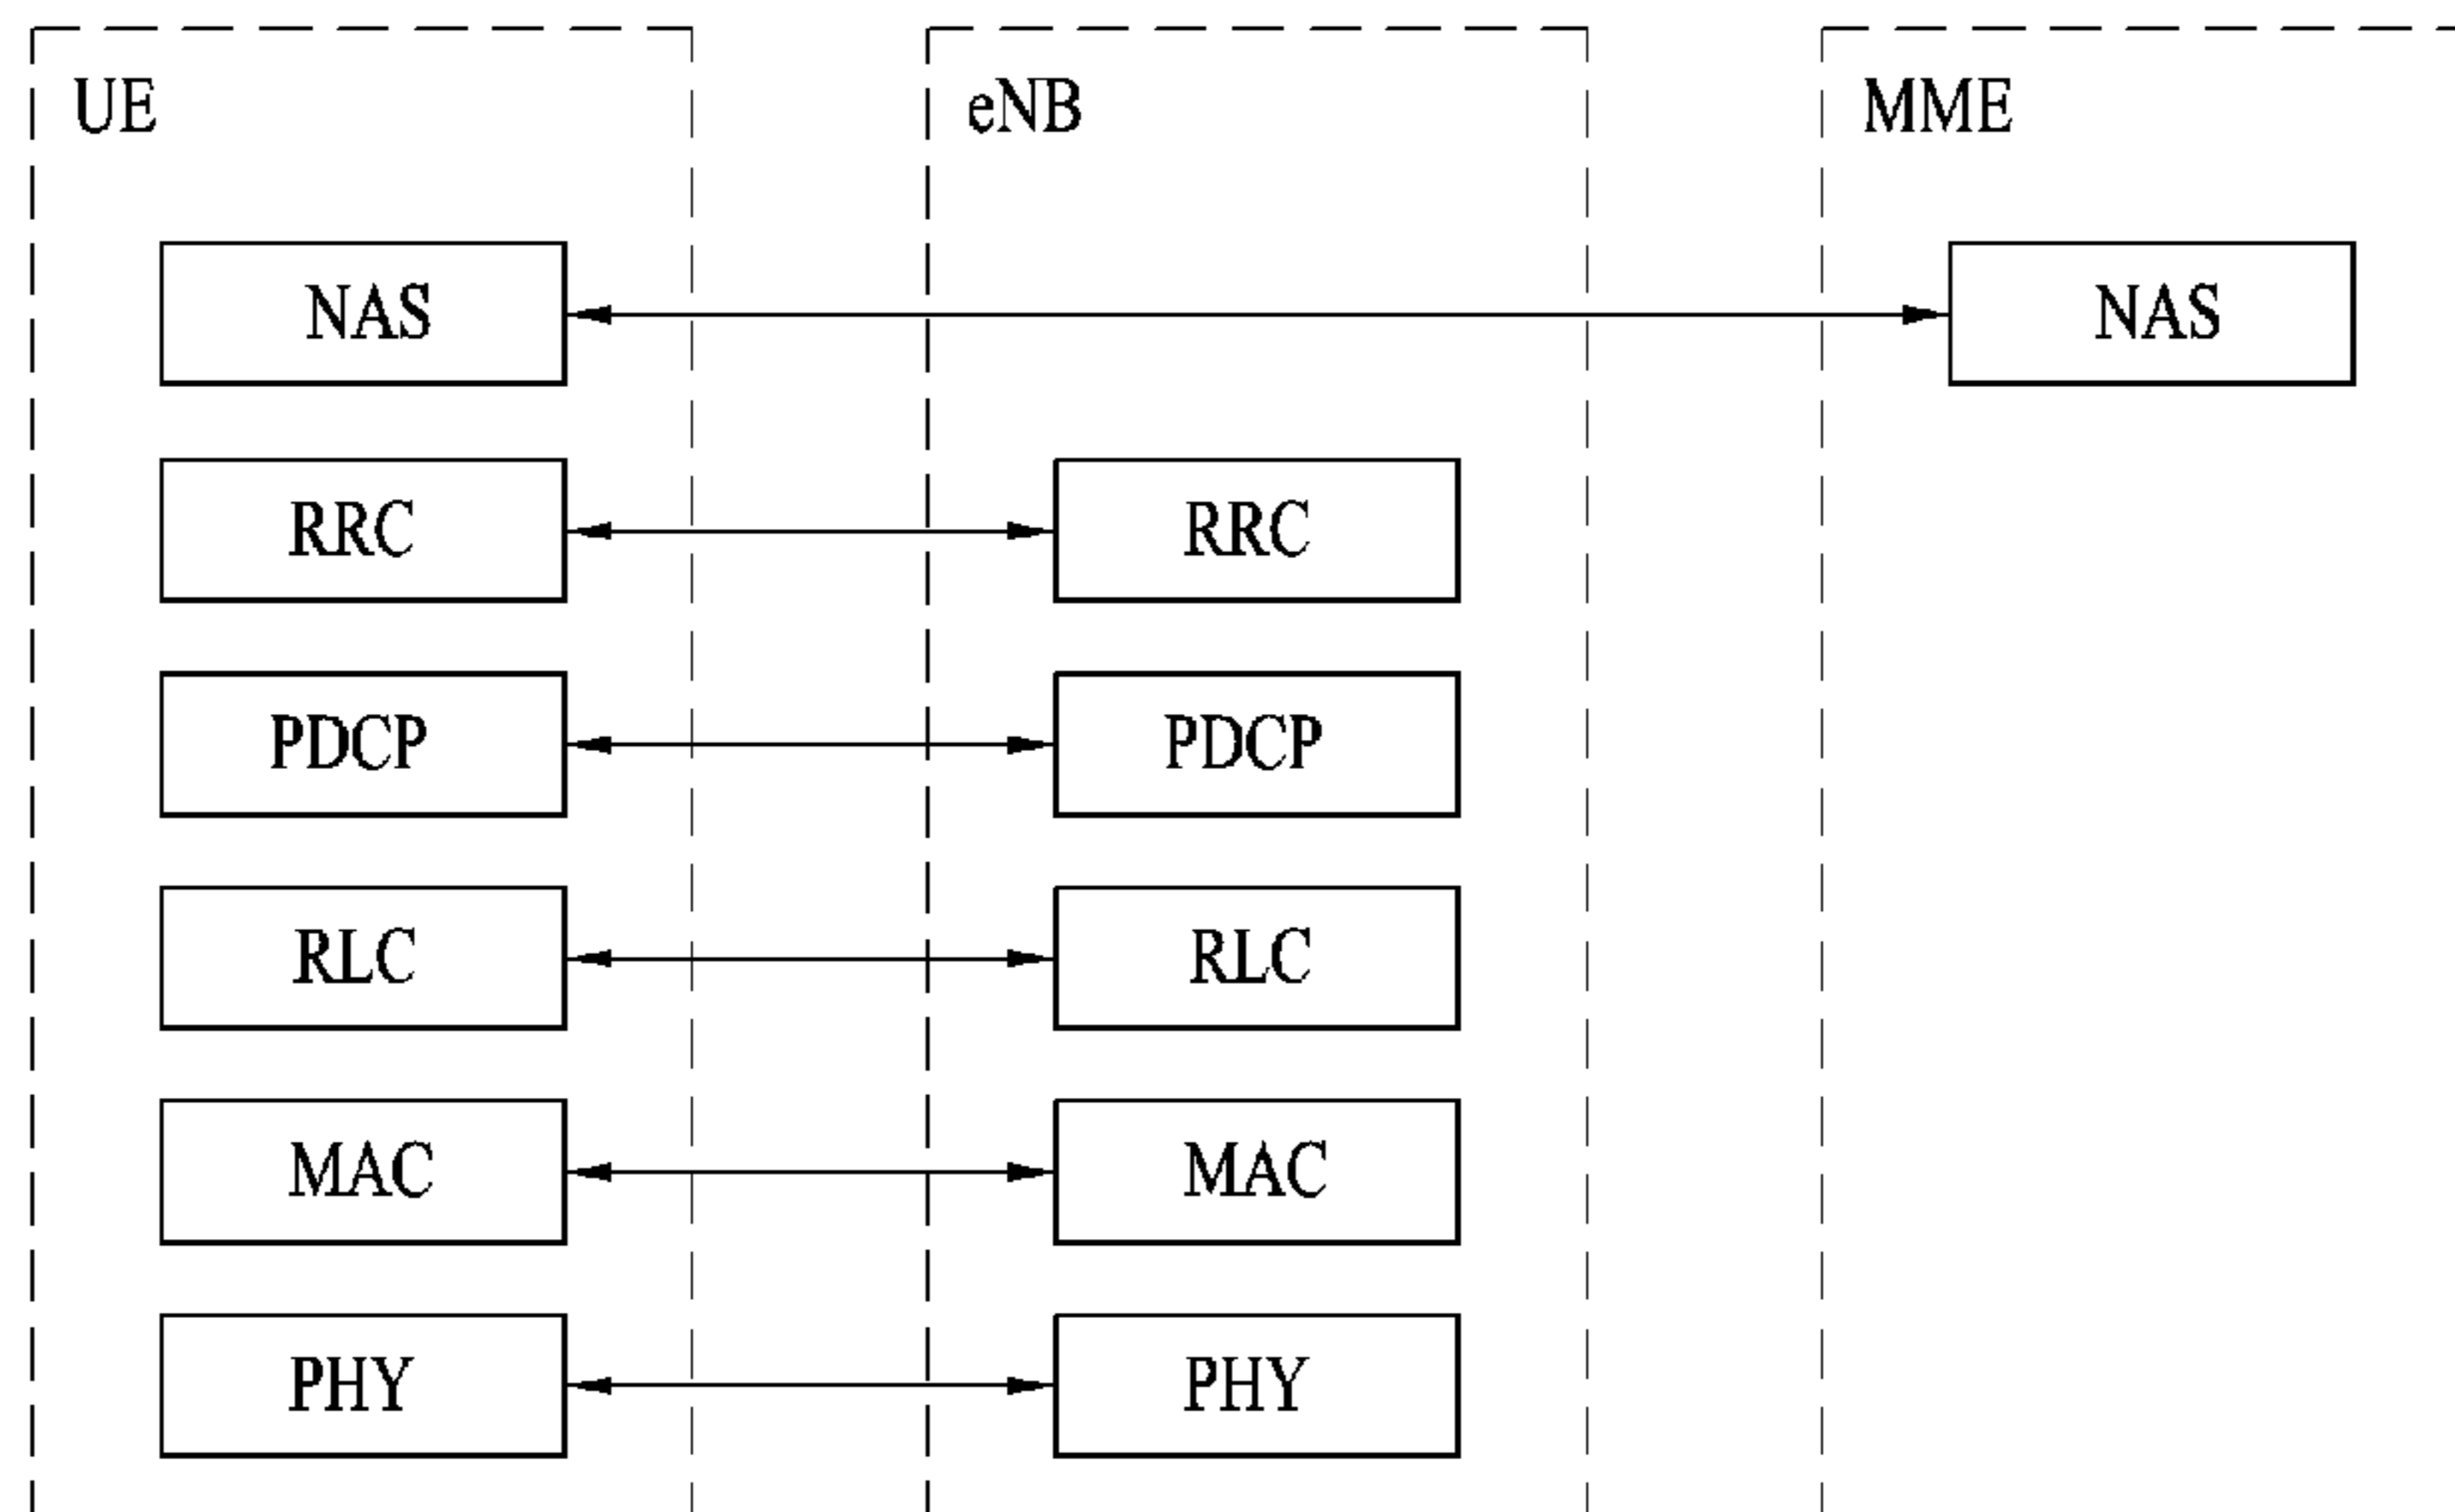 UE eNB MME
NAS NAS
RRC RRC
PDCP PDCP
RLC RLC
MAC MAC
PHY PHY